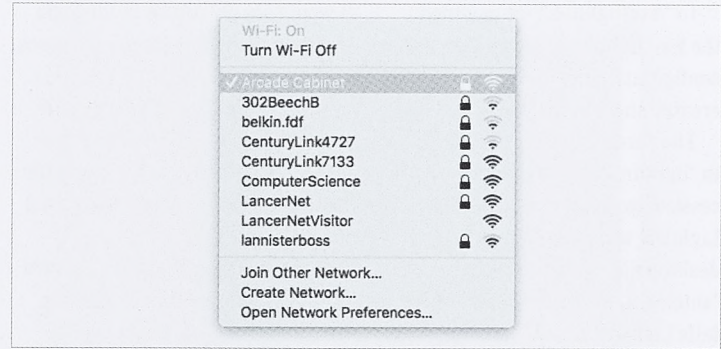 Wi-Fi: On
Turn Wi-Fi Off
Arcade Cabinet
302BeechB
belkin.fdf
CenturyLink4727
CenturyLink7133
ComputerScience
LancerNet
LancerNetVisitor
lannisterboss
Join Other Network...
Create Network...
Open Network Preferences...